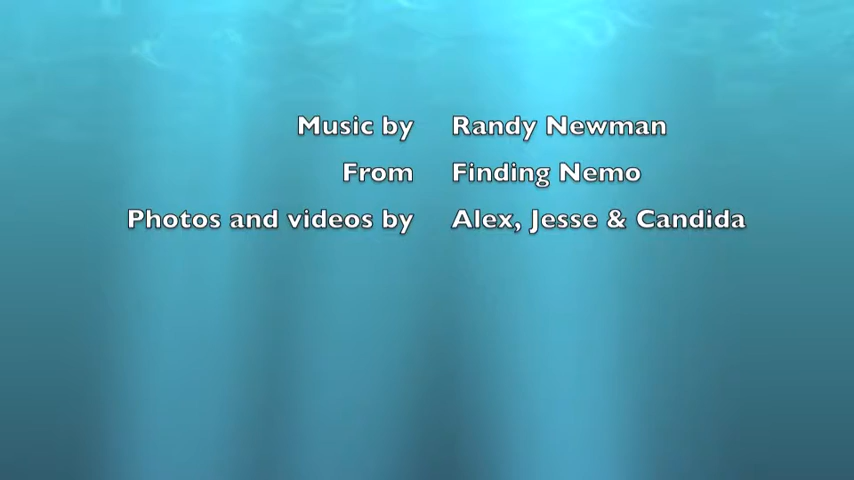 Music by Randy Newman
From Finding Nemo
Photos and videos by Alex, Jesse & Candida